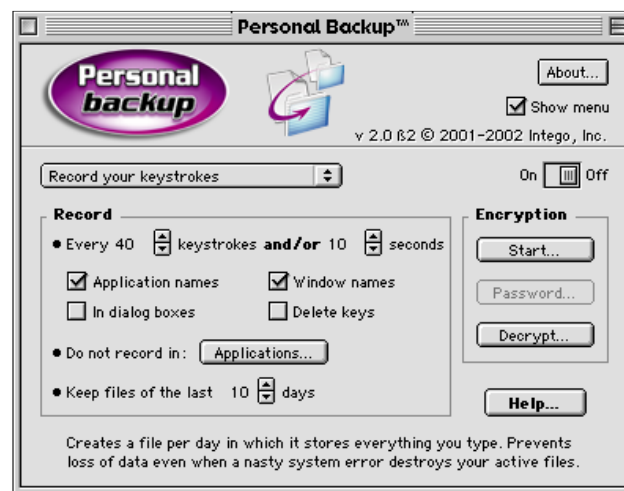 Personal Backup™
Personal
backup
About...
Show menu
v 2.0 ß2 © 2001-2002 Intego, Inc.
Record your keystrokes
On Off
Record
• Every 40 keystrokes and/or 10 seconds
Application names Window names
In dialog boxes Delete keys
• Do not record in: Applications...
• Keep files of the last 10 days
Encryption
Start...
Password...
Decrypt...
Help...
Creates a file per day in which it stores everything you type. Prevents
loss of data even when a nasty system error destroys your active files.